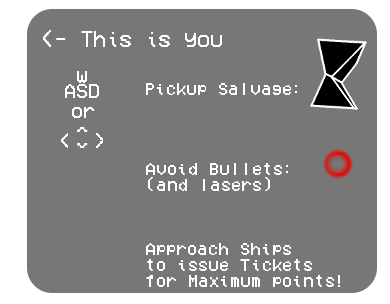 <- This is You
W
ASD
or
< ^ >
Pickup Salvage:
Avoid Bullets:
(and lasers)
Approach Ships
to issue Tickets
for Maximum points!